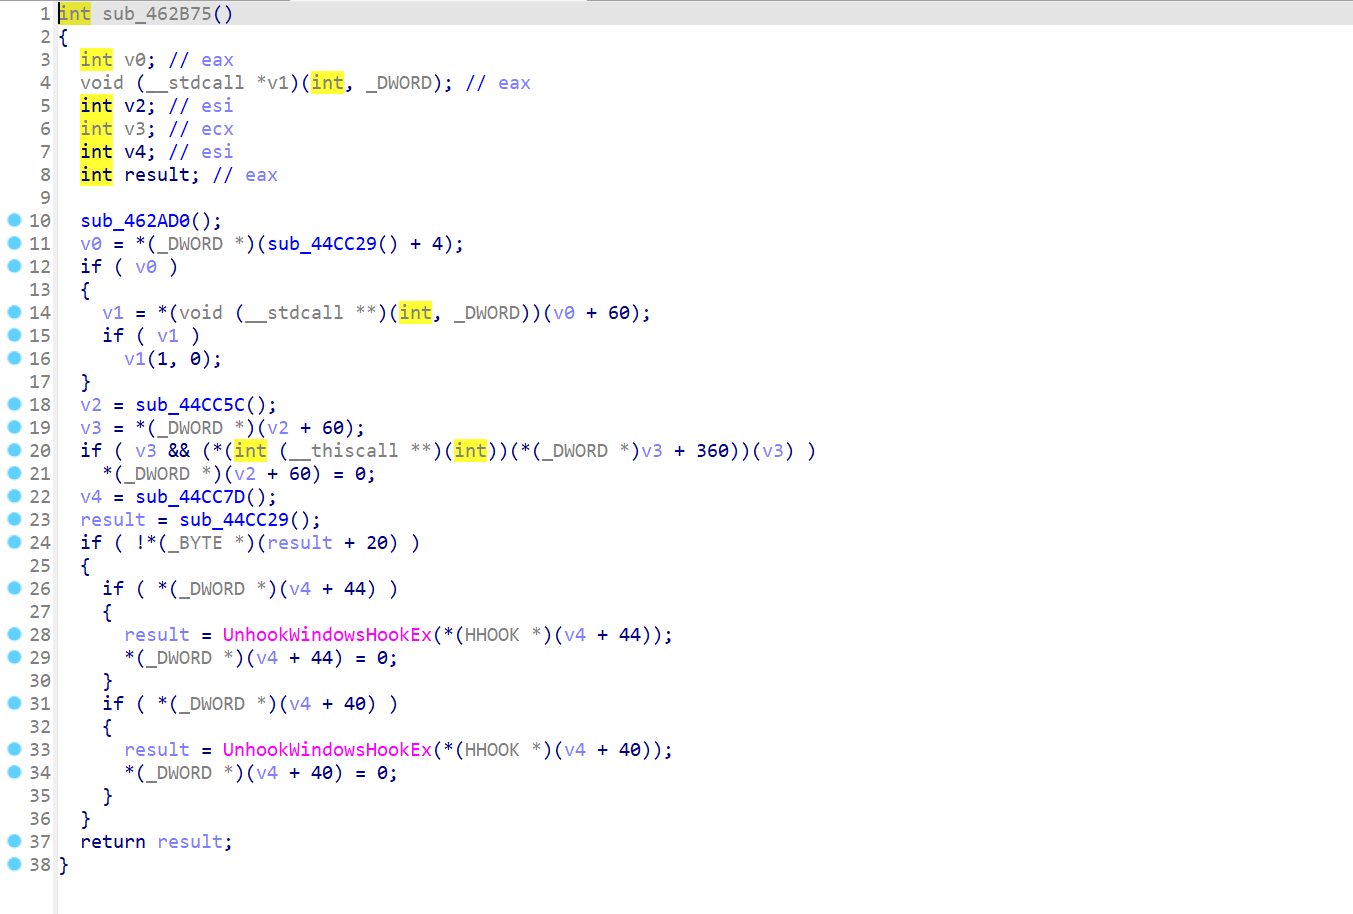 1 int sub_462B75()
2 {
3   int v0; // eax
4   void (__stdcall *v1)(int, _DWORD); // eax
5   int v2; // esi
6   int v3; // ecx
7   int v4; // esi
8   int result; // eax
9
10   sub_462AD0();
11   v0 = *(_DWORD *)(sub_44CC29() + 4);
12   if ( v0 )
13   {
14     v1 = *(void (__stdcall **)(int, _DWORD))(v0 + 60);
15     if ( v1 )
16       v1(1, 0);
17   }
18   v2 = sub_44CC5C();
19   v3 = *(_DWORD *)(v2 + 60);
20   if ( v3 && (*(int (__thiscall **)(int))(*(_DWORD *)v3 + 360))(v3) )
21     *(_DWORD *)(v2 + 60) = 0;
22   v4 = sub_44CC7D();
23   result = sub_44CC29();
24   if ( !*(_BYTE *)(result + 20) )
25   {
26     if ( *(_DWORD *)(v4 + 44) )
27     {
28       result = UnhookWindowsHookEx(*(HHOOK *)(v4 + 44));
29       *(_DWORD *)(v4 + 44) = 0;
30     }
31     if ( *(_DWORD *)(v4 + 40) )
32     {
33       result = UnhookWindowsHookEx(*(HHOOK *)(v4 + 40));
34       *(_DWORD *)(v4 + 40) = 0;
35     }
36   }
37   return result;
38 }